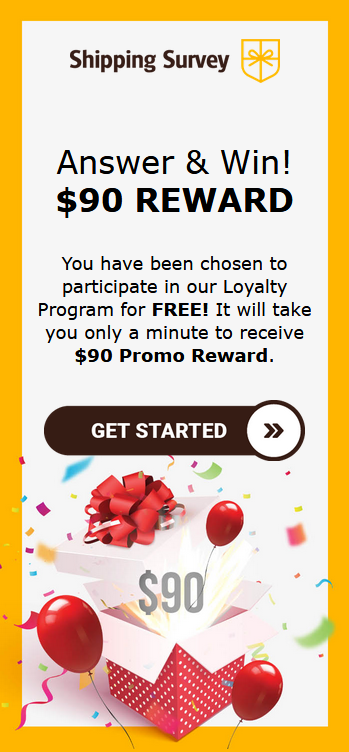 Shipping Survey
Answer & Win!
$90 REWARD
You have been chosen to
participate in our Loyalty
Program for FREE! It will take
you only a minute to receive
$90 Promo Reward.
GET STARTED »
$90